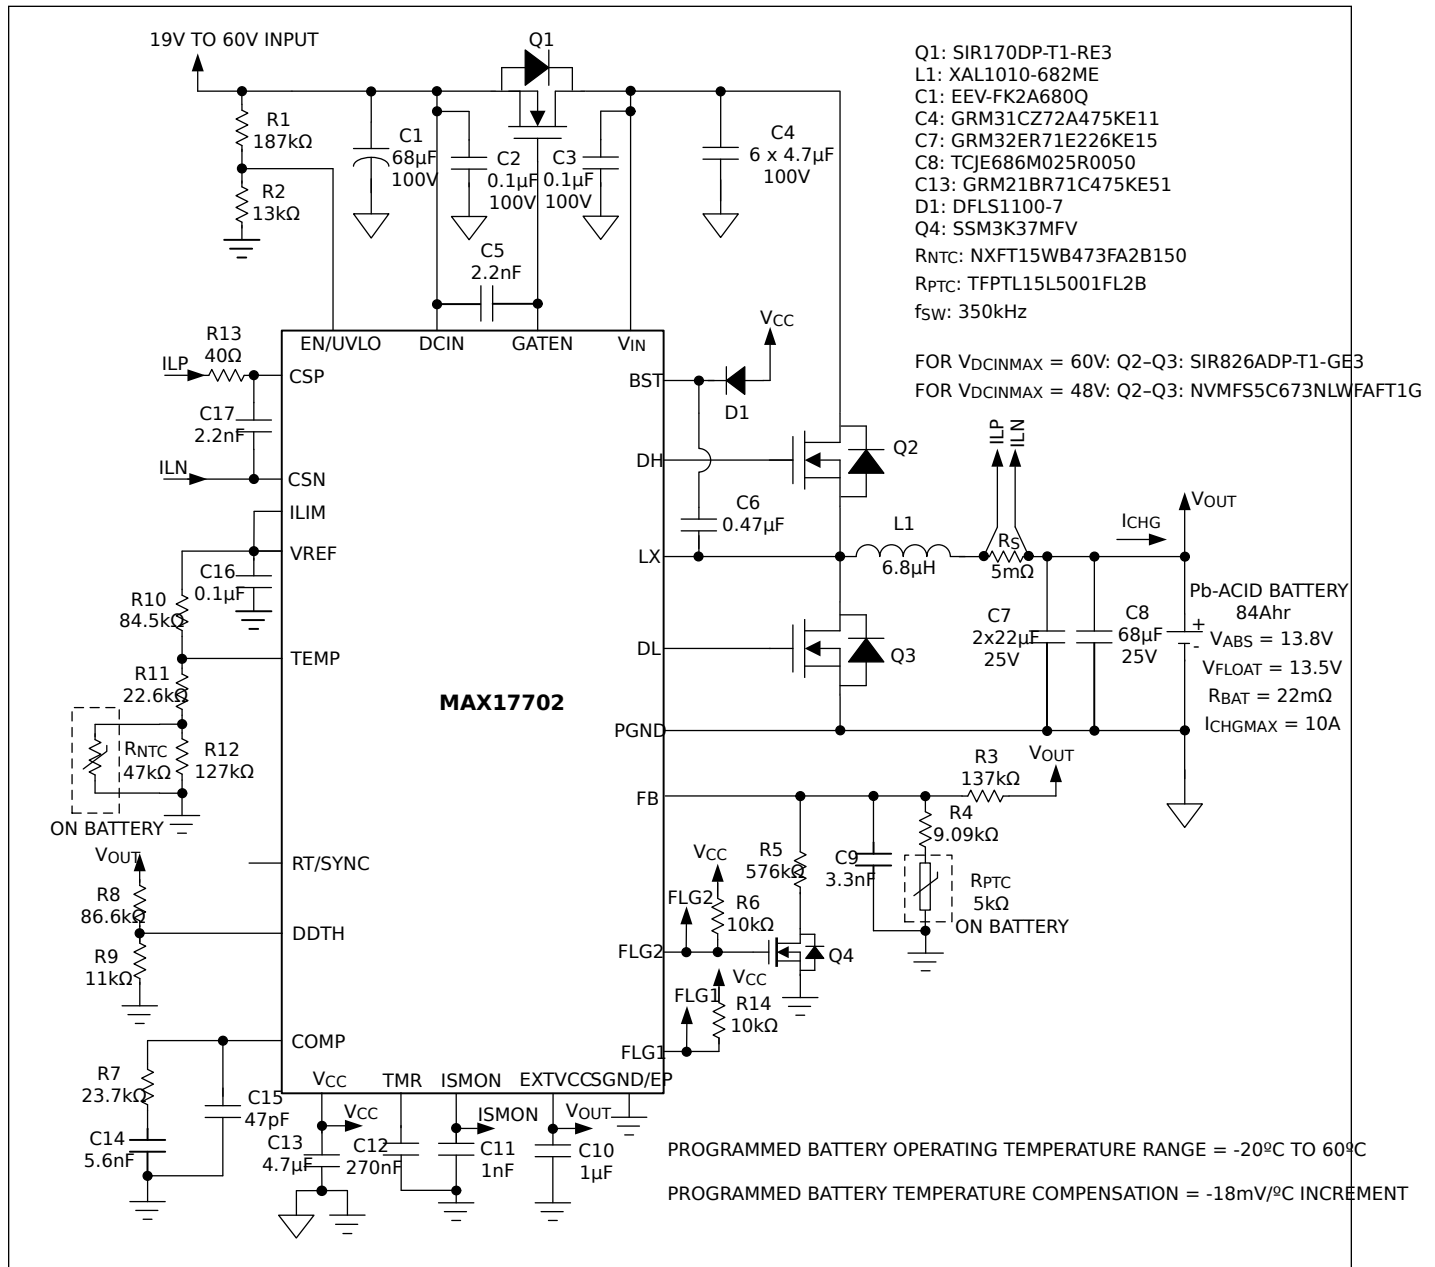 19V TO 60V INPUT
Q1
R1
187kΩ
R2
13kΩ
C1
68µF
100V
C2
0.1µF
100V
C3
0.1µF
100V
C4
6 x 4.7µF
100V
C5
2.2nF
Q1: SIR170DP-T1-RE3
L1: XAL1010-682ME
C1: EEV-FK2A680Q
C4: GRM31CZ72A475KE11
C7: GRM32ER71E226KE15
C8: TCJE686M025R0050
C13: GRM21BR71C475KE51
D1: DFLS1100-7
Q4: SSM3K37MFV
RNTC: NXFT15WB473FA2B150
RPTC: TFPTL15L5001FL2B
fSW: 350kHz
FOR VDCINMAX = 60V: Q2–Q3: SIR826ADP-T1-GE3
FOR VDCINMAX = 48V: Q2–Q3: NVMFS5C673NLWFAFT1G
EN/UVLO
DCIN
GATEN
VIN
R13
40Ω
ILP
CSP
C17
2.2nF
ILN
CSN
ILIM
VREF
C16
0.1µF
R10
84.5kΩ
TEMP
R11
22.6kΩ
RNTC
47kΩ
R12
127kΩ
ON BATTERY
VOUT
RT/SYNC
R8
86.6kΩ
DDTH
R9
11kΩ
COMP
R7
23.7kΩ
C15
47pF
C14
5.6nF
MAX17702
BST
VCC
D1
DH
Q2
C6
0.47µF
LX
L1
6.8µH
ILP
ILN
RS
5mΩ
ICHG
VOUT
DL
Q3
C7
2x22µF
25V
C8
68µF
25V
Pb-ACID BATTERY
84Ahr
+
-
VABS = 13.8V
VFLOAT = 13.5V
RBAT = 22mΩ
ICHGMAX = 10A
PGND
FB
R3
137kΩ
VOUT
R4
9.09kΩ
R5
576kΩ
C9
3.3nF
RPTC
5kΩ
ON BATTERY
VCC
FLG2
R6
10kΩ
FLG2
Q4
VCC
FLG1
R14
10kΩ
FLG1
VCC
TMR
ISMON
EXTVCC
SGND/EP
VCC
C13
4.7µF
C12
270nF
ISMON
C11
1nF
VOUT
C10
1µF
PROGRAMMED BATTERY OPERATING TEMPERATURE RANGE = -20ºC TO 60ºC
PROGRAMMED BATTERY TEMPERATURE COMPENSATION = -18mV/ºC INCREMENT